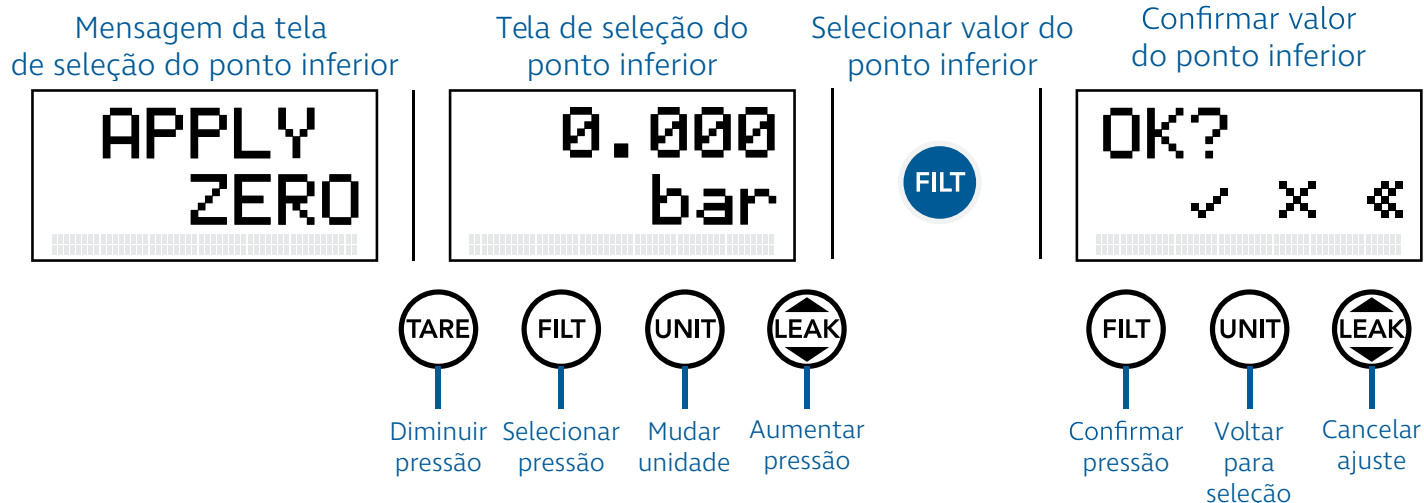 Mensagem da tela
de seleção do ponto inferior
APPLY
ZERO
Tela de seleção do
ponto inferior
0.000
bar
Selecionar valor do
ponto inferior
FILT
Confirmar valor
do ponto inferior
OK?
✓ X «
TARE
Diminuir
pressão
FILT
Selecionar
pressão
UNIT
Mudar
unidade
LEAK
Aumentar
pressão
FILT
Confirmar
pressão
UNIT
Voltar
para
seleção
LEAK
Cancelar
ajuste